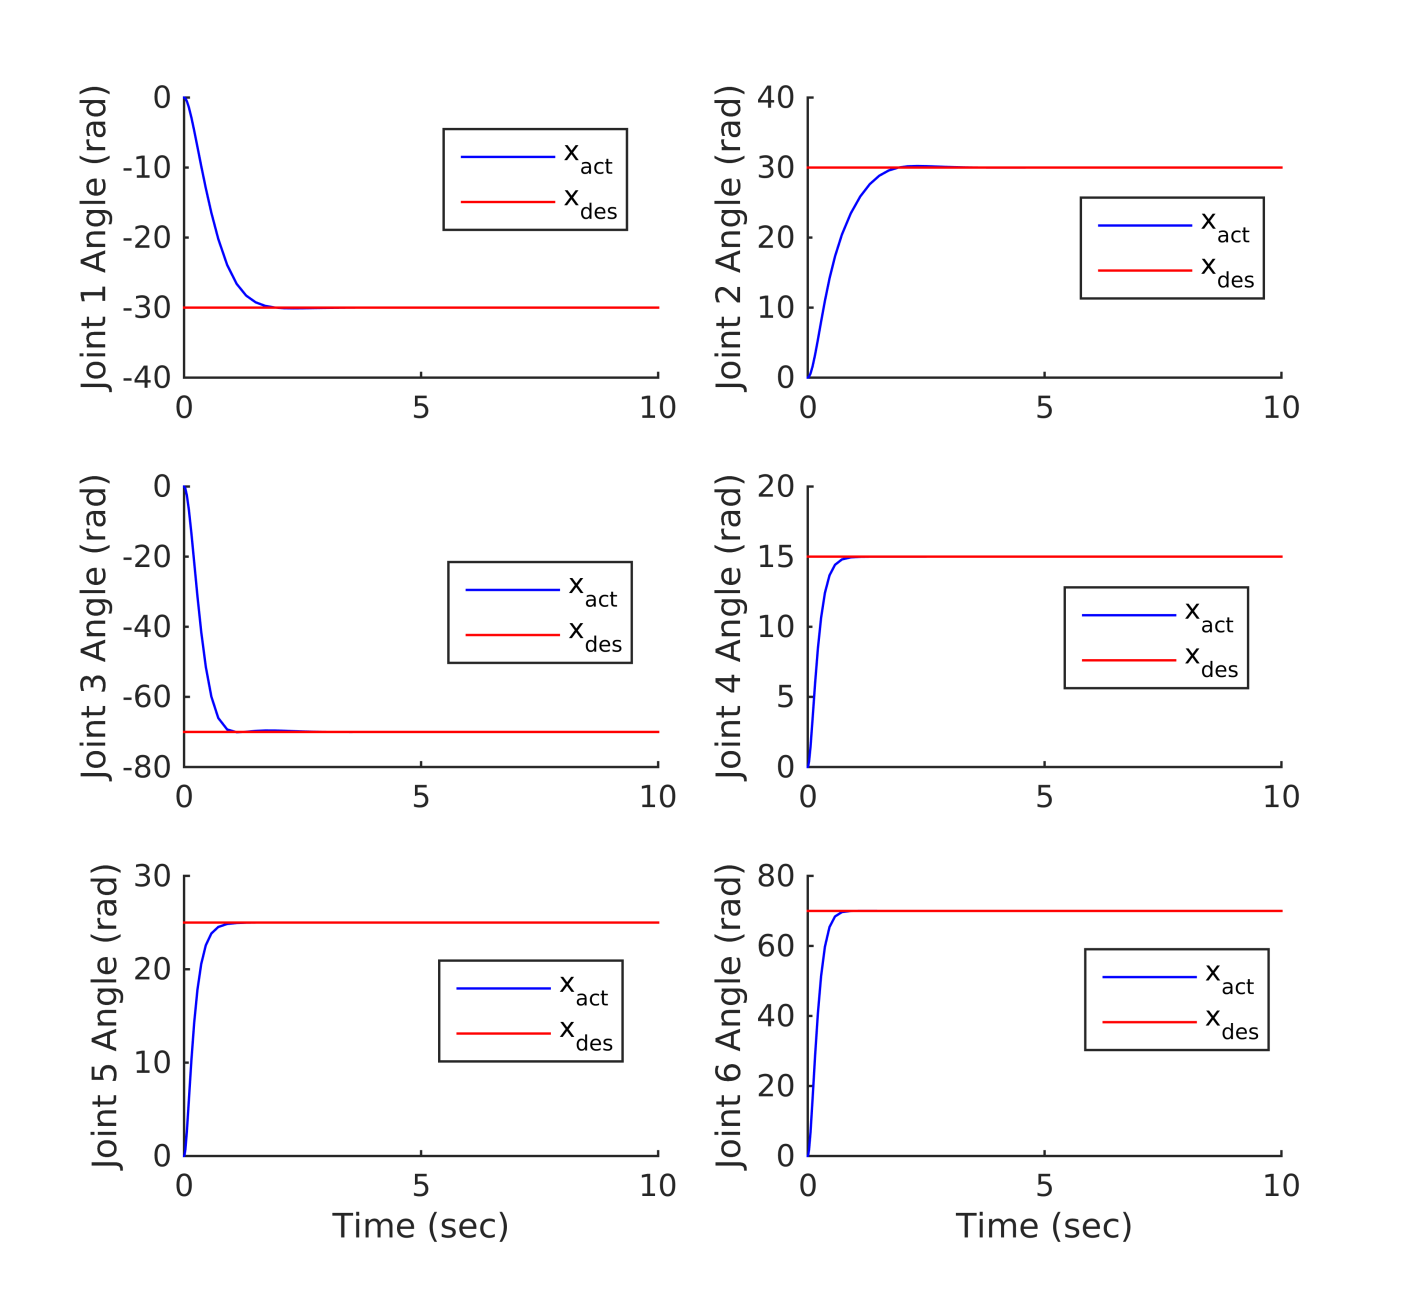 Joint 1 Angle (rad)
0
-10
-20
-30
-40
0 5 10
x_act
x_des
Joint 2 Angle (rad)
40
30
20
10
0
0 5 10
x_act
x_des
Joint 3 Angle (rad)
0
-20
-40
-60
-80
0 5 10
x_act
x_des
Joint 4 Angle (rad)
20
15
10
5
0
0 5 10
x_act
x_des
Joint 5 Angle (rad)
30
20
10
0
0 5 10
x_act
x_des
Time (sec)
Joint 6 Angle (rad)
80
60
40
20
0
0 5 10
x_act
x_des
Time (sec)